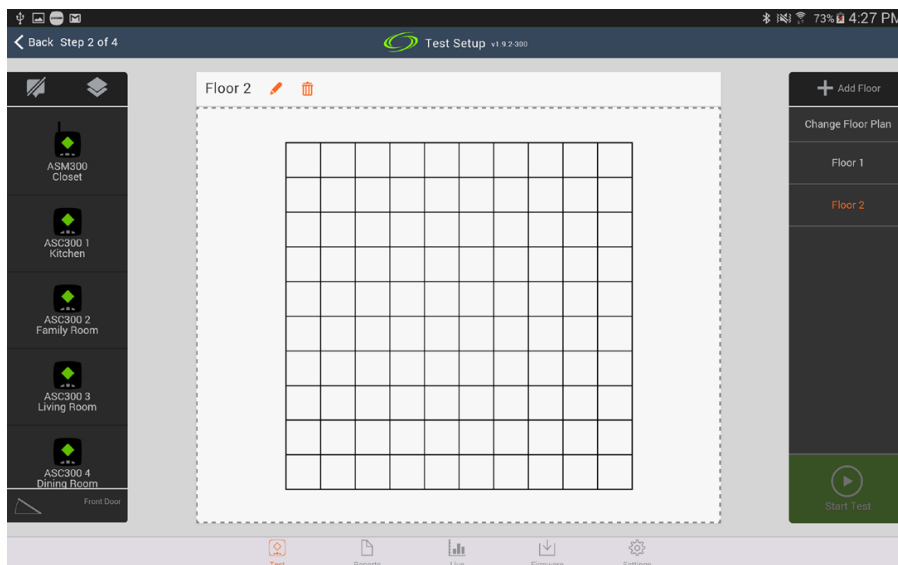 73% 4:27 PM
Back Step 2 of 4
Test Setup v1.9.2-300
Floor 2
Add Floor
Change Floor Plan
Floor 1
Floor 2
ASM300
Closet
ASC300 1
Kitchen
ASC300 2
Family Room
ASC300 3
Living Room
ASC300 4
Dining Room
Front Door
Start Test
Test
Reports
Live
Firmware
Settings